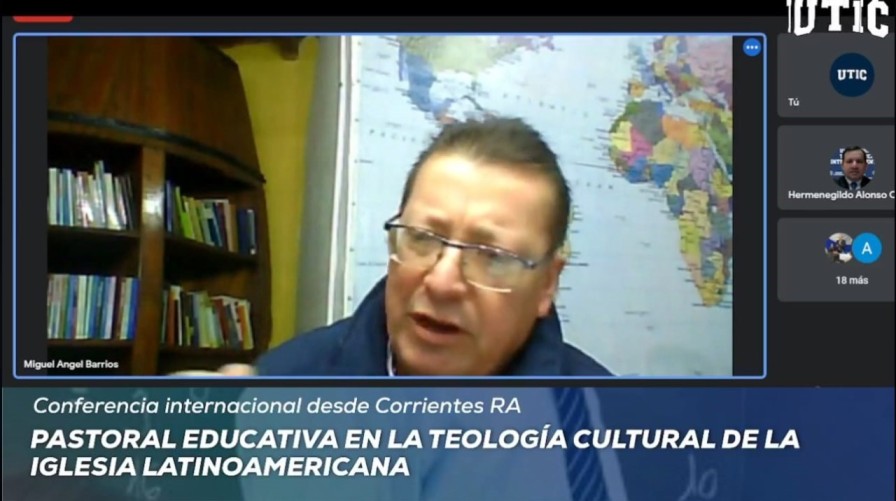 UTIC
UTIC
Tú
Hermenegildo Alonso C
A
18 más
Miguel Angel Barrios
Conferencia internacional desde Corrientes RA
PASTORAL EDUCATIVA EN LA TEOLOGÍA CULTURAL DE LA
IGLESIA LATINOAMERICANA